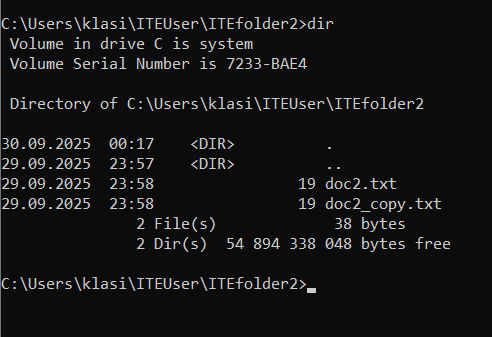 C:\Users\klasi\ITEUser\ITEfolder2>dir
 Volume in drive C is system
 Volume Serial Number is 7233-BAE4

 Directory of C:\Users\klasi\ITEUser\ITEfolder2

30.09.2025  00:17    <DIR>          .
29.09.2025  23:57    <DIR>          ..
29.09.2025  23:58                19 doc2.txt
29.09.2025  23:58                19 doc2_copy.txt
               2 File(s)             38 bytes
               2 Dir(s)  54 894 338 048 bytes free

C:\Users\klasi\ITEUser\ITEfolder2>